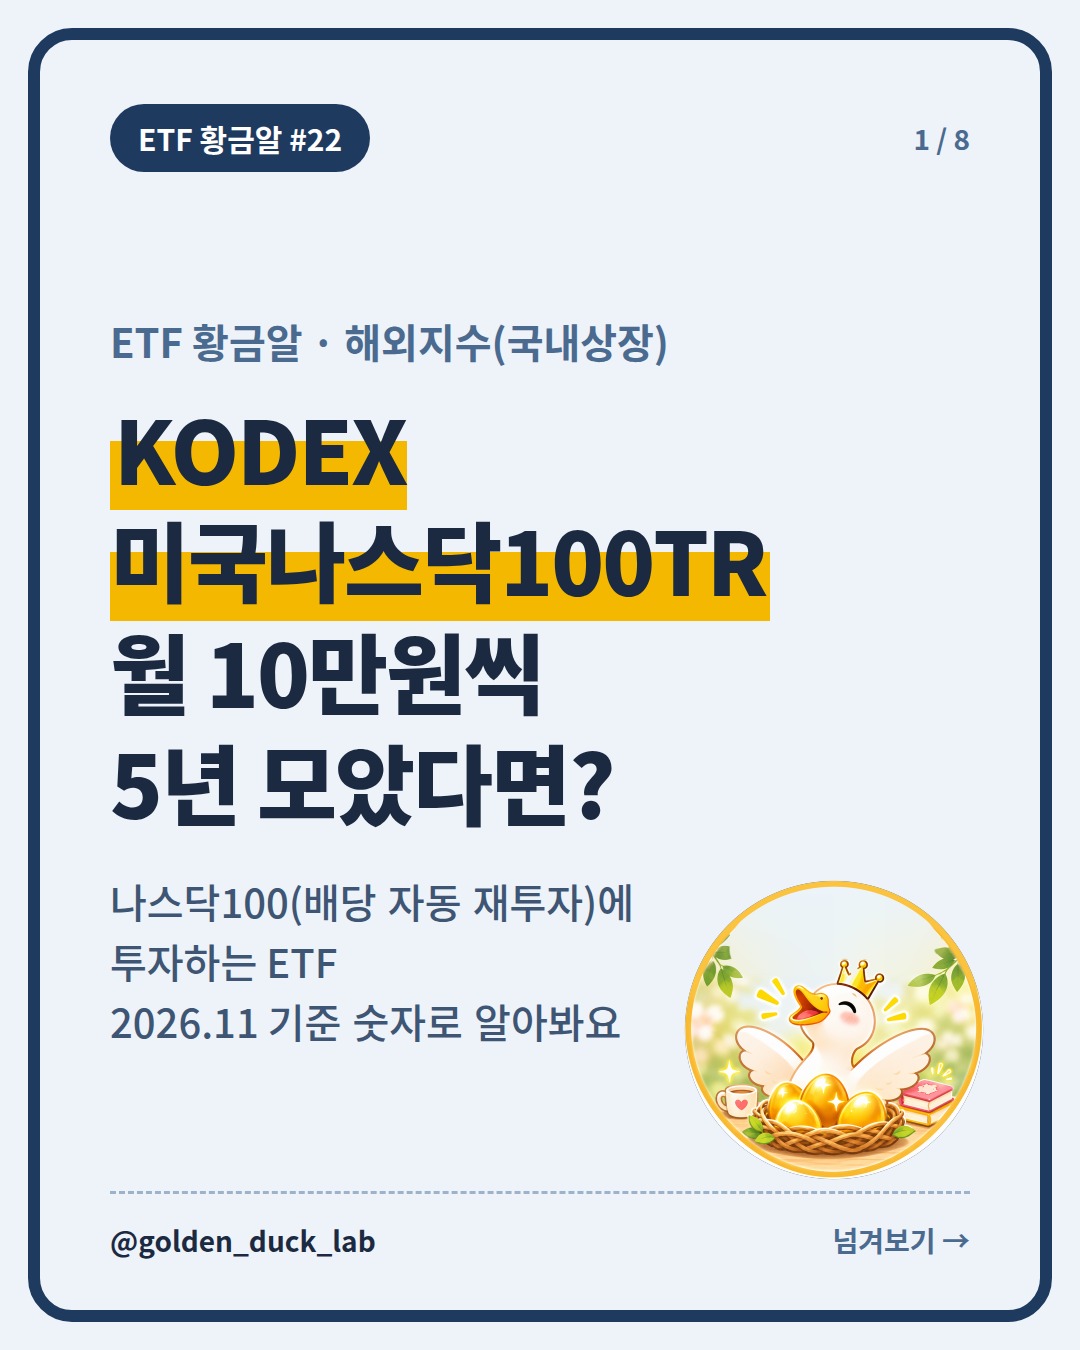 ETF 황금알 #22
1 / 8
ETF 황금알 · 해외지수(국내상장)
KODEX
미국나스닥100TR
월 10만원씩
5년 모았다면?
나스닥100(배당 자동 재투자)에
투자하는 ETF
2026.11 기준 숫자로 알아봐요
@golden_duck_lab
넘겨보기 →